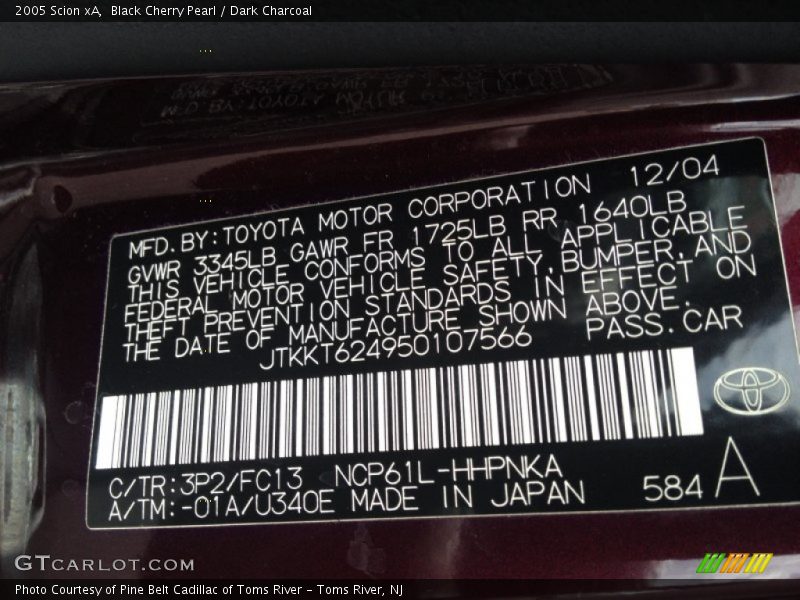 2005 Scion xA, Black Cherry Pearl / Dark Charcoal
MFD.BY:TOYOTA MOTOR CORPORATION 12/04
GVWR 3345LB GAWR FR 1725LB RR 1640LB
THIS VEHICLE CONFORMS TO ALL APPLICABLE
FEDERAL MOTOR VEHICLE SAFETY,BUMPER,AND
THEFT PREVENTION STANDARDS IN EFFECT ON
THE DATE OF MANUFACTURE SHOWN ABOVE.
JTKKT624950107566 PASS.CAR
C/TR:3P2/FC13 NCP61L-HHPNKA
A/TM:-01A/U340E MADE IN JAPAN 584 A
GTCARLOT.COM
Photo Courtesy of Pine Belt Cadillac of Toms River – Toms River, NJ